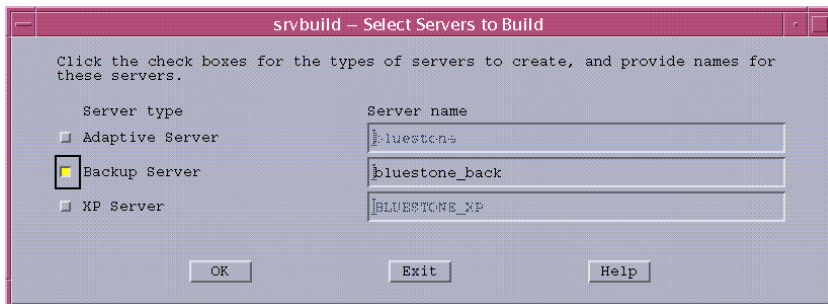 srvbuild – Select Servers to Build
Click the check boxes for the types of servers to create, and provide names for
these servers.
Server type Server name
Adaptive Server bluestone
Backup Server bluestone_back
XP Server BLUESTONE_XP
OK Exit Help